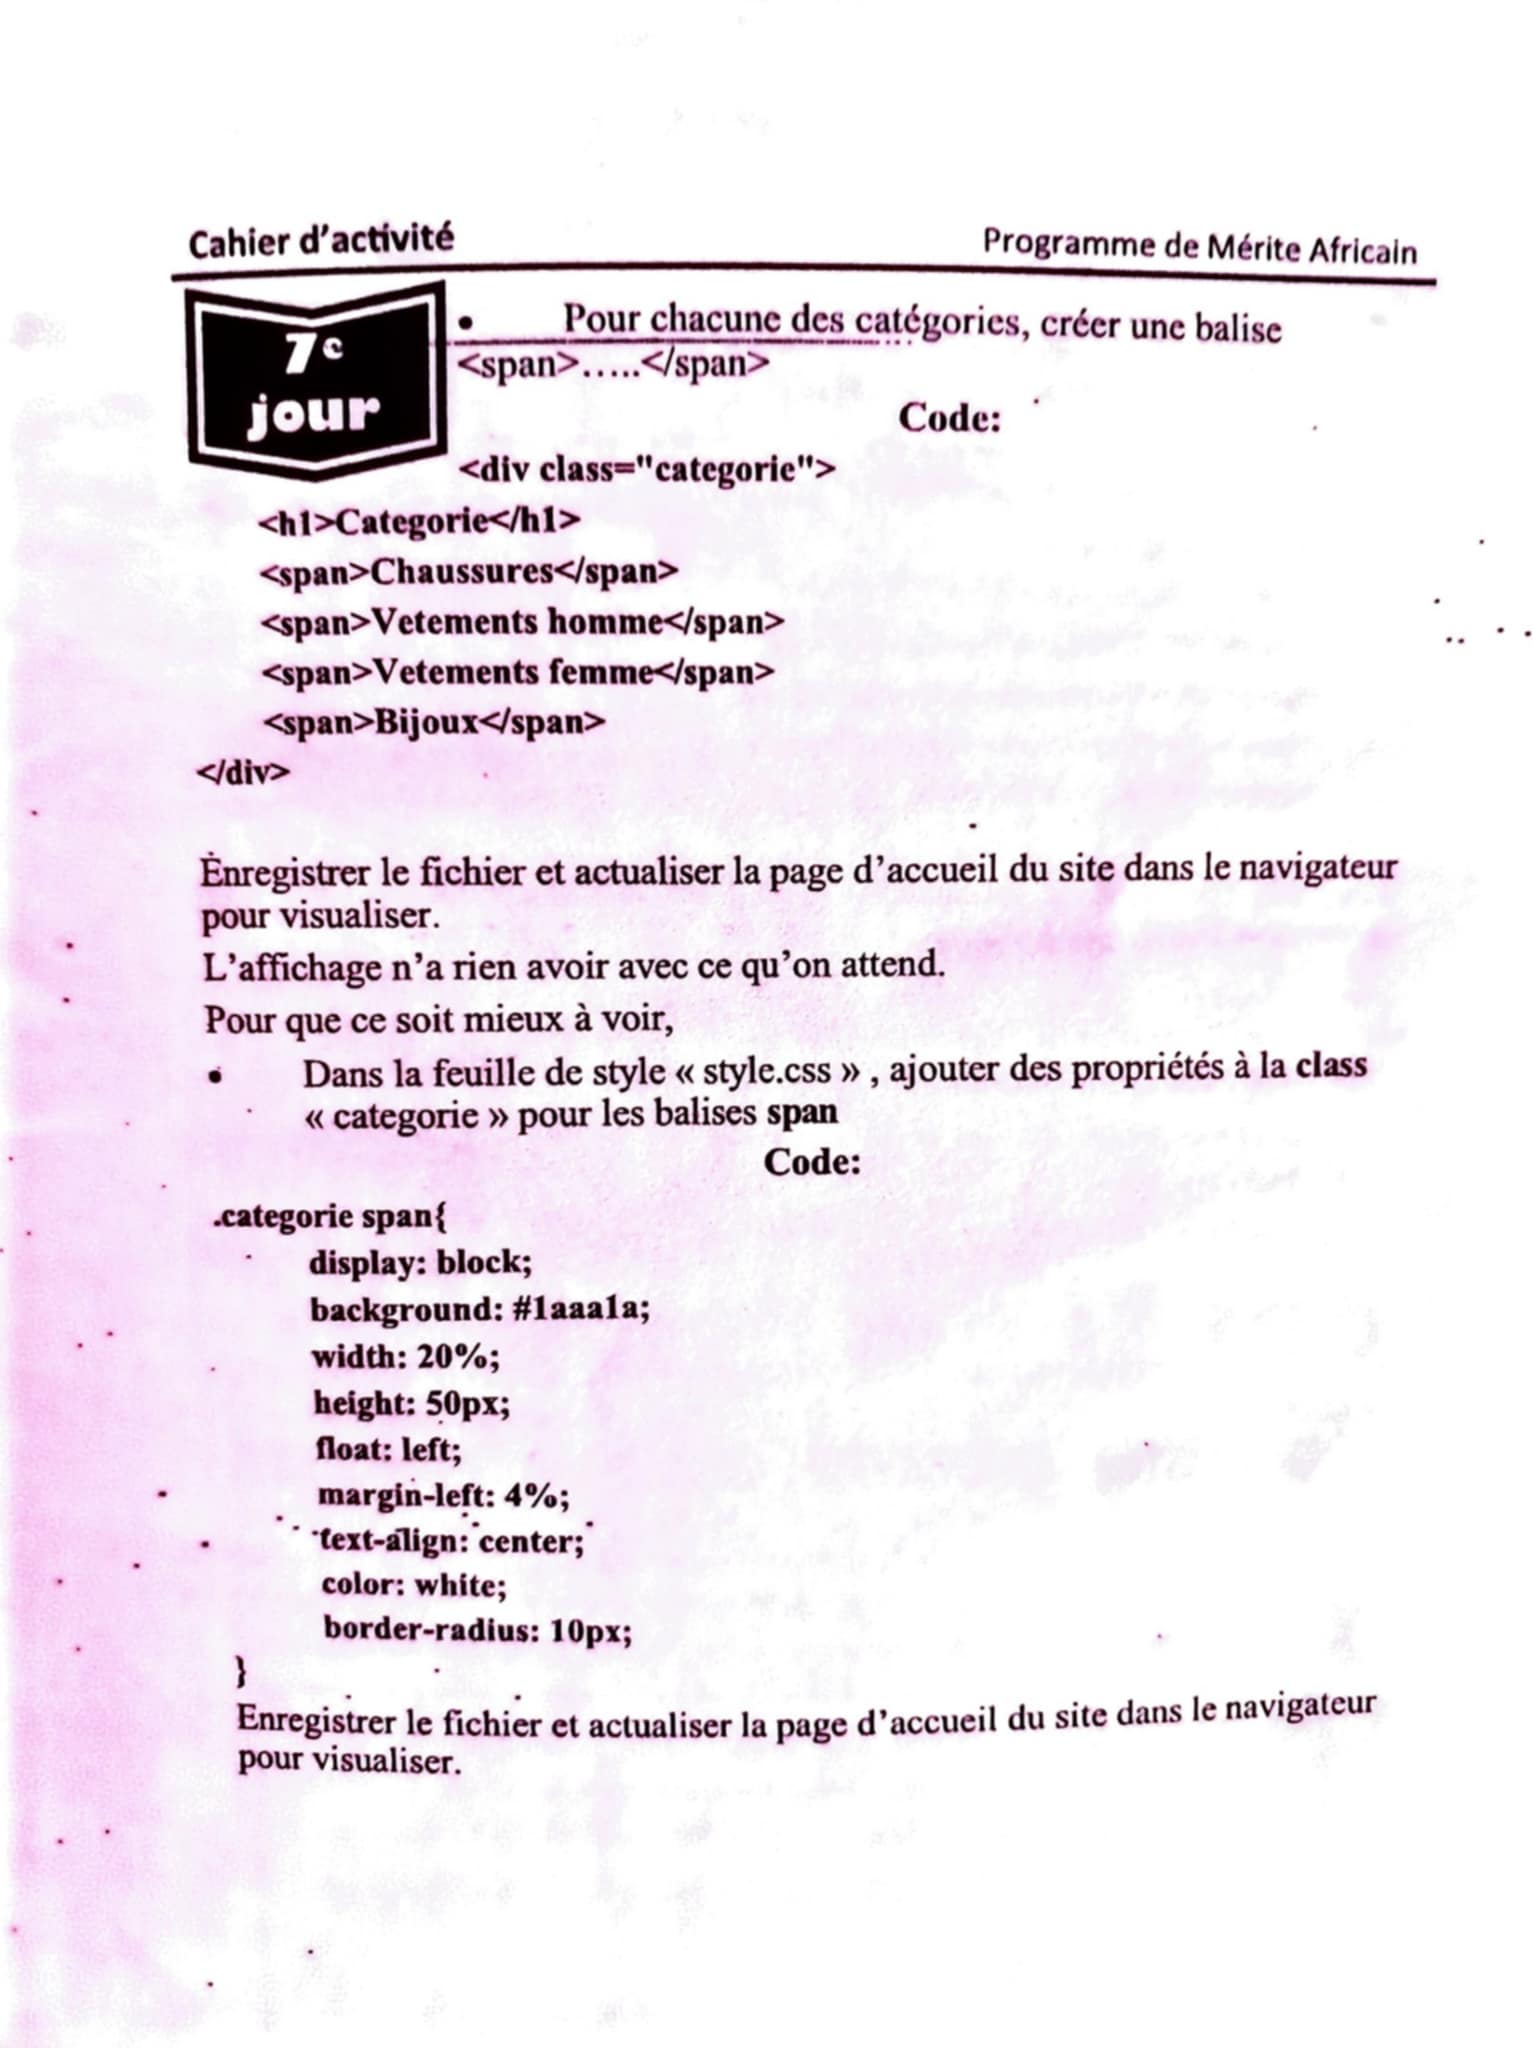 Cahier d'activité
Programme de Mérite Africain
7e
jour
• Pour chacune des catégories, créer une balise
<span>.....</span>
Code:
<div class="categorie">
<h1>Categorie</h1>
<span>Chaussures</span>
<span>Vetements homme</span>
<span>Vetements femme</span>
<span>Bijoux</span>
</div>
Enregistrer le fichier et actualiser la page d'accueil du site dans le navigateur
pour visualiser.
L'affichage n'a rien avoir avec ce qu'on attend.
Pour que ce soit mieux à voir,
• Dans la feuille de style « style.css » , ajouter des propriétés à la class
« categorie » pour les balises span
Code:
.categorie span{
display: block;
background: #1aaa1a;
width: 20%;
height: 50px;
float: left;
margin-left: 4%;
text-align: center;
color: white;
border-radius: 10px;
}
Enregistrer le fichier et actualiser la page d'accueil du site dans le navigateur
pour visualiser.